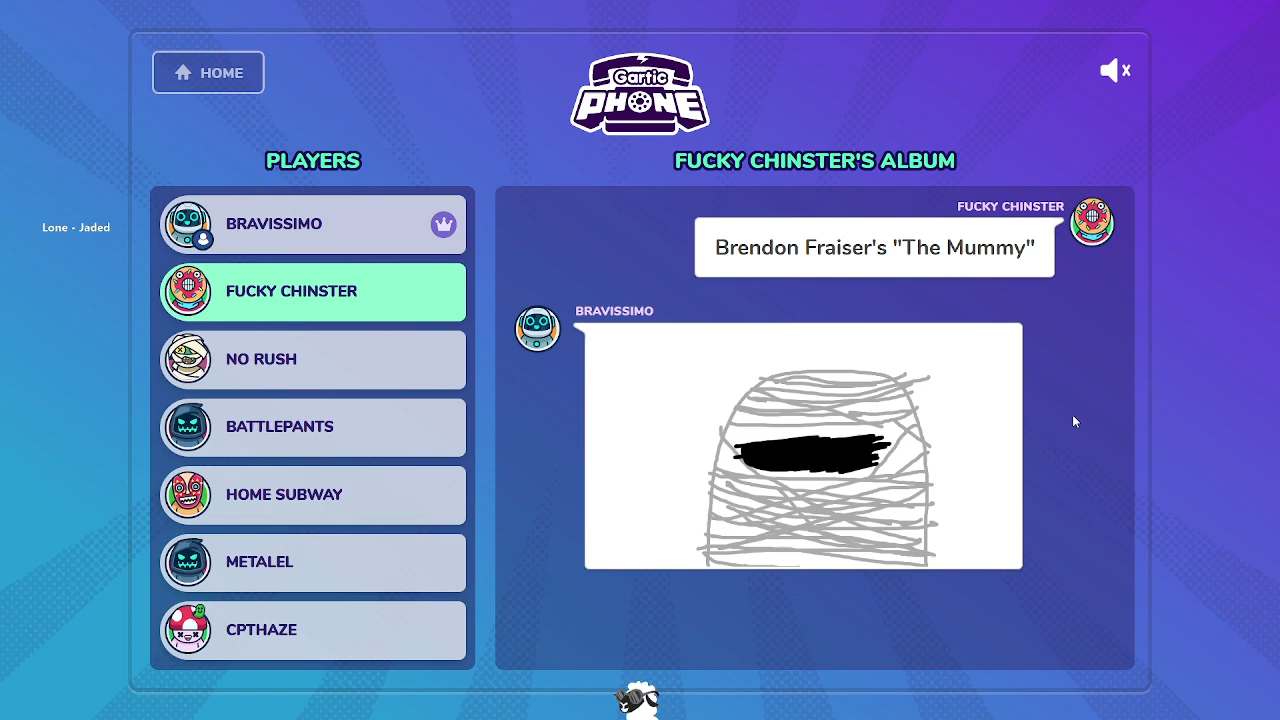 HOME
Gartic
PHONE
PLAYERS
FUCKY CHINSTER'S ALBUM
Lone - Jaded
BRAVISSIMO
FUCKY CHINSTER
NO RUSH
BATTLEPANTS
HOME SUBWAY
METALEL
CPTHAZE
FUCKY CHINSTER
Brendon Fraiser's "The Mummy"
BRAVISSIMO